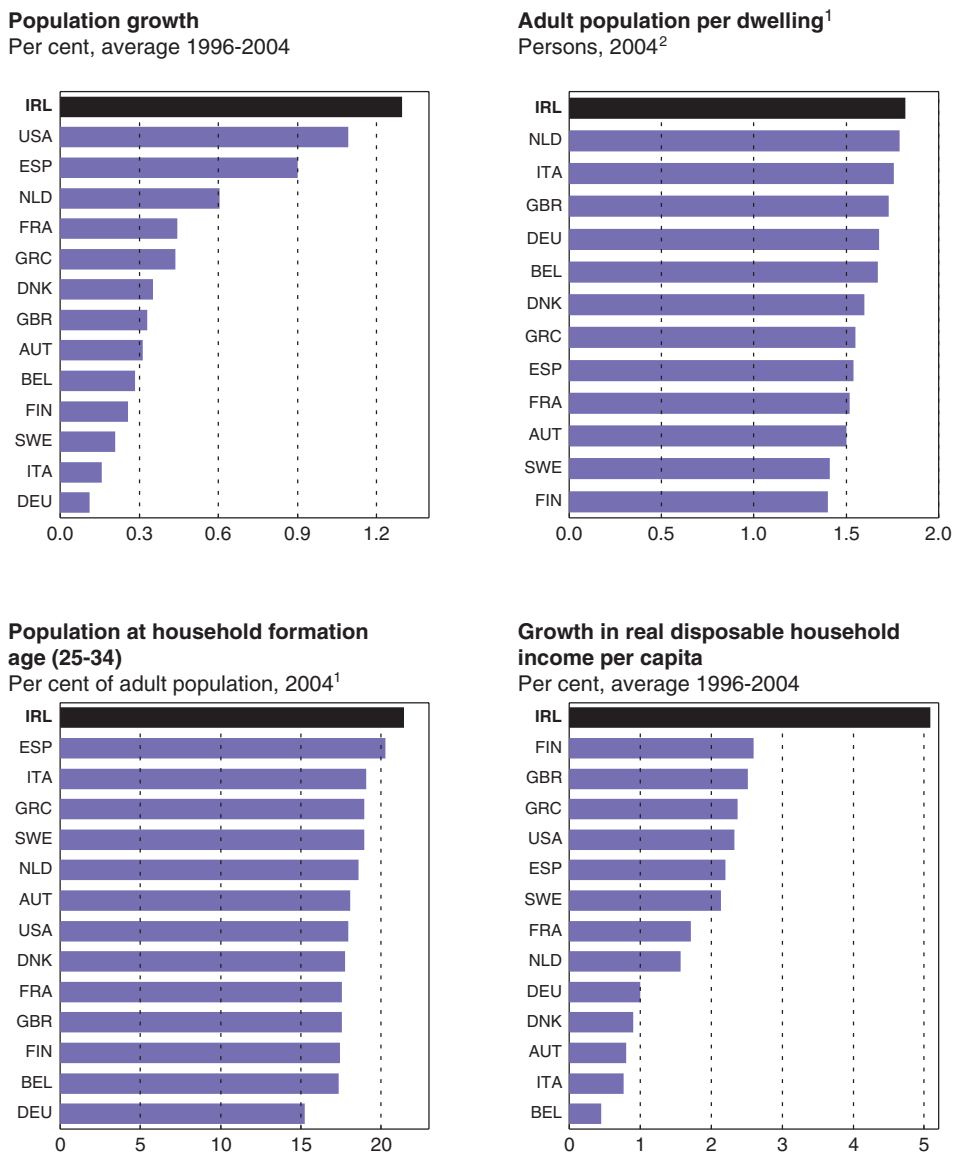 Population growth
Per cent, average 1996-2004
IRL
USA
ESP
NLD
FRA
GRC
DNK
GBR
AUT
BEL
FIN
SWE
ITA
DEU
0.0 0.3 0.6 0.9 1.2
Adult population per dwelling1
Persons, 20042
IRL
NLD
ITA
GBR
DEU
BEL
DNK
GRC
ESP
FRA
AUT
SWE
FIN
0.0 0.5 1.0 1.5 2.0
Population at household formation
age (25-34)
Per cent of adult population, 20041
IRL
ESP
ITA
GRC
SWE
NLD
AUT
USA
DNK
FRA
GBR
FIN
BEL
DEU
0 5 10 15 20
Growth in real disposable household
income per capita
Per cent, average 1996-2004
IRL
FIN
GBR
GRC
USA
ESP
SWE
FRA
NLD
DEU
DNK
AUT
ITA
BEL
0 1 2 3 4 5